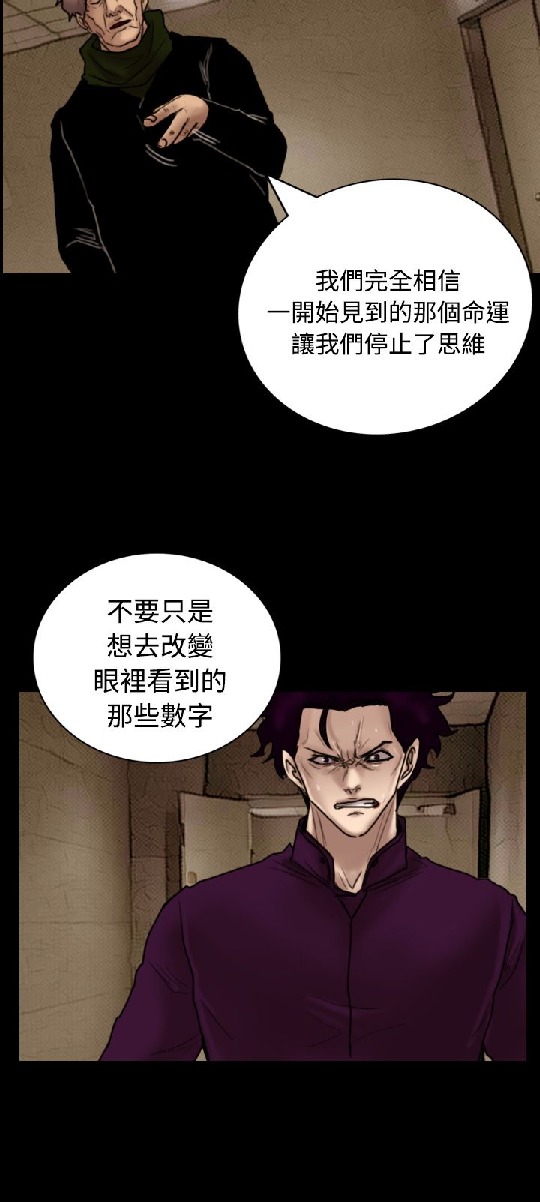 我們完全相信
一開始見到的那個命運
讓我們停止了思維
不要只是
想去改變
眼裡看到的
那些數字